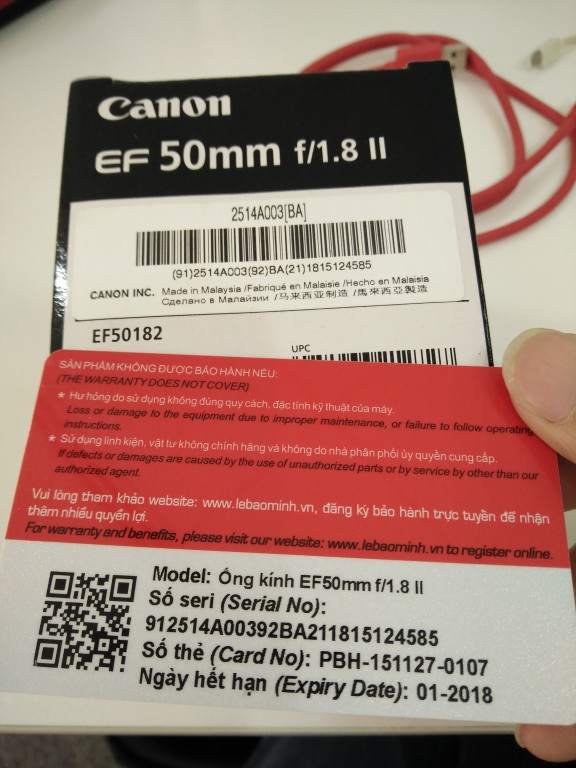 Canon
EF 50mm f/1.8 II
2514A003[BA]
(91)2514A003(92)BA(21)1815124585
CANON INC. Made in Malaysia /Fabriqué en Malaisie /Hecho en Malaisia
Сделано в Малайзии /马来西亚制造 /馬來西亞製造
EF50182
UPC
SẢN PHẨM KHÔNG ĐƯỢC BẢO HÀNH NẾU:
(THE WARRANTY DOES NOT COVER)
* Hư hỏng do sử dụng không đúng quy cách, đặc tính kỹ thuật của máy.
Loss or damage to the equipment due to improper maintenance, or failure to follow operating
instructions.
* Sử dụng linh kiện, vật tư không chính hãng và không do nhà phân phối ủy quyền cung cấp.
If defects or damages are caused by the use of unauthorized parts or by service by other than our
authorized agent.
Vui lòng tham khảo website: www.lebaominh.vn, đăng ký bảo hành trực tuyến để nhận
thêm nhiều quyền lợi.
For warranty and benefits, please visit our website: www.lebaominh.vn to register online.
Model: Ống kính EF50mm f/1.8 II
Số seri (Serial No):
912514A00392BA211815124585
Số thẻ (Card No): PBH-151127-0107
Ngày hết hạn (Expiry Date): 01-2018